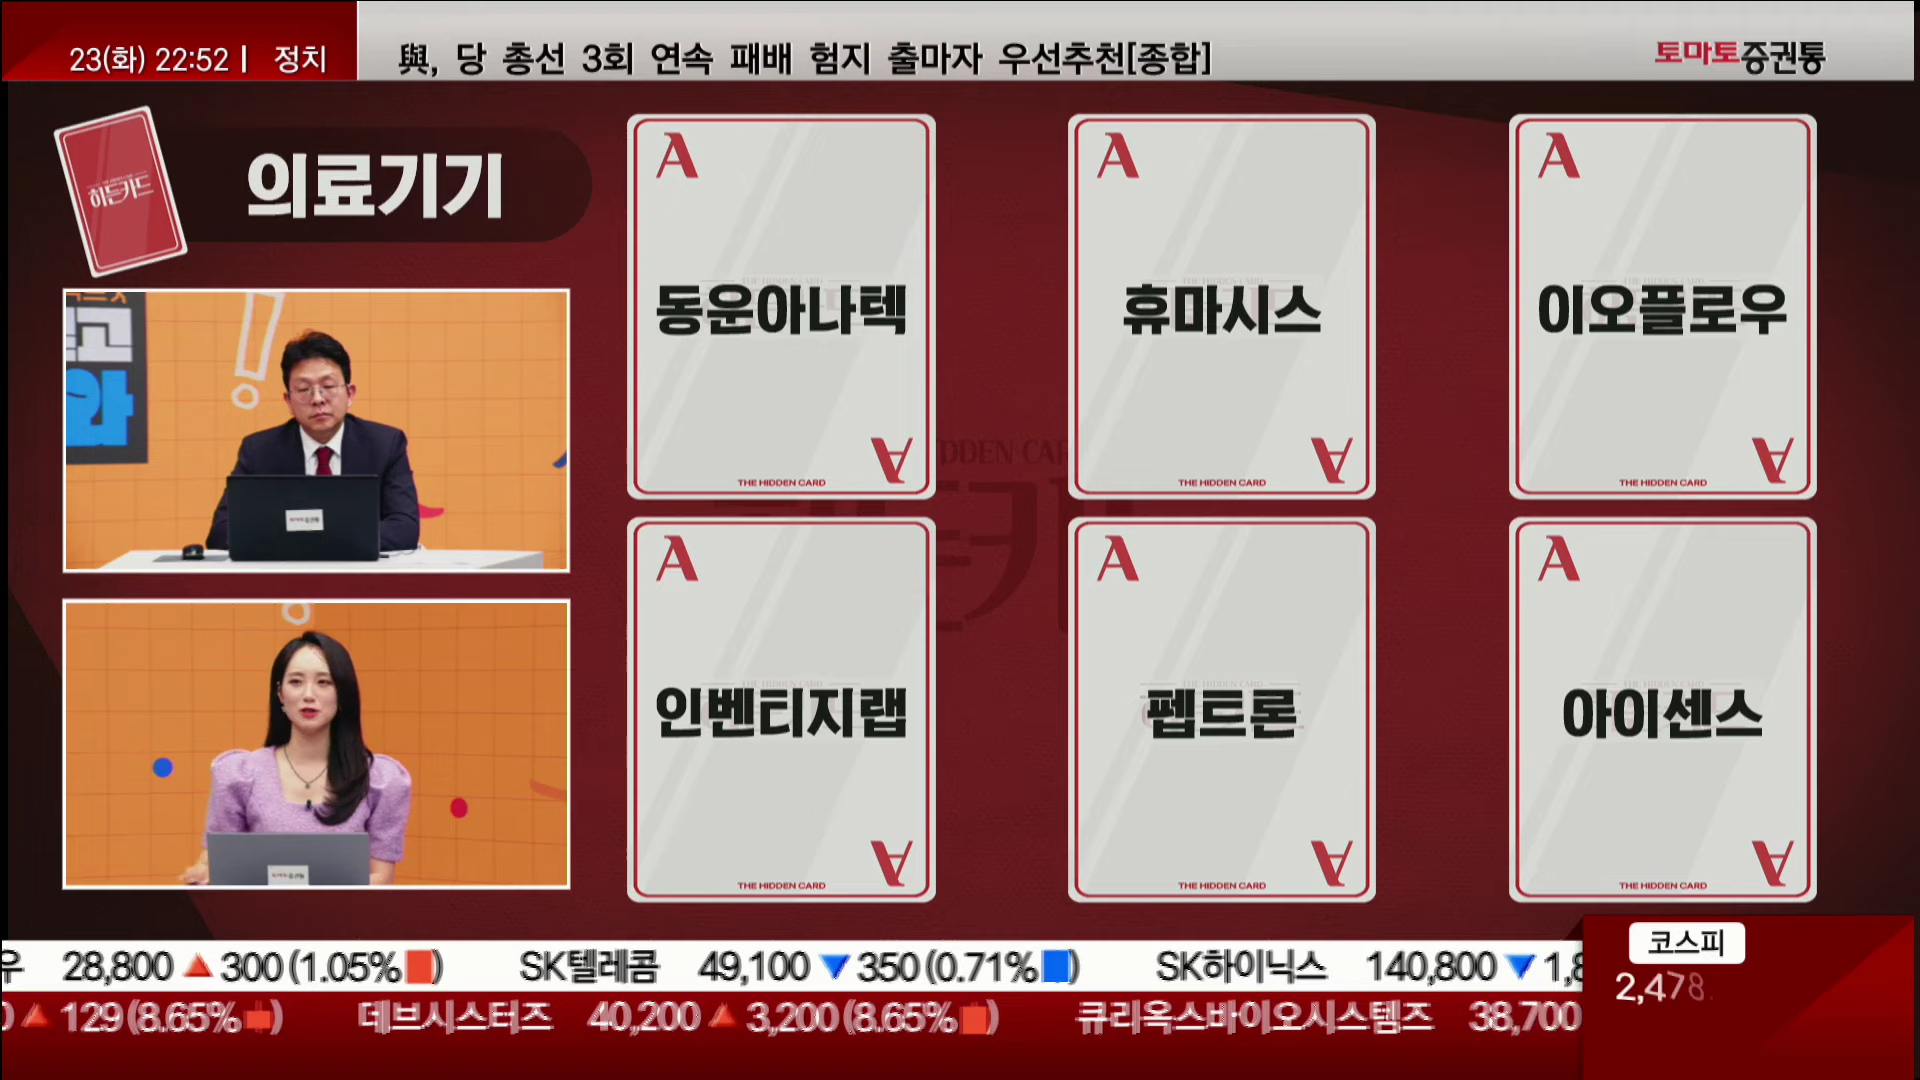 23(화) 22:52 | 정치
與, 당 총선 3회 연속 패배 험지 출마자 우선추천[종합]
토마토증권통
히든카드
의료기기
A
동운아나텍
A
THE HIDDEN CARD
A
휴마시스
A
THE HIDDEN CARD
A
이오플로우
A
THE HIDDEN CARD
A
인벤티지랩
A
THE HIDDEN CARD
A
펩트론
A
THE HIDDEN CARD
A
아이센스
A
THE HIDDEN CARD
우 28,800 ▲ 300 (1.05%) SK텔레콤 49,100 ▼ 350 (0.71%) SK하이닉스 140,800 ▼ 1,8
0 ▲ 129 (8.65%) 데브시스터즈 40,200 ▲ 3,200 (8.65%) 큐리옥스바이오시스템즈 38,700
코스피
2,478.